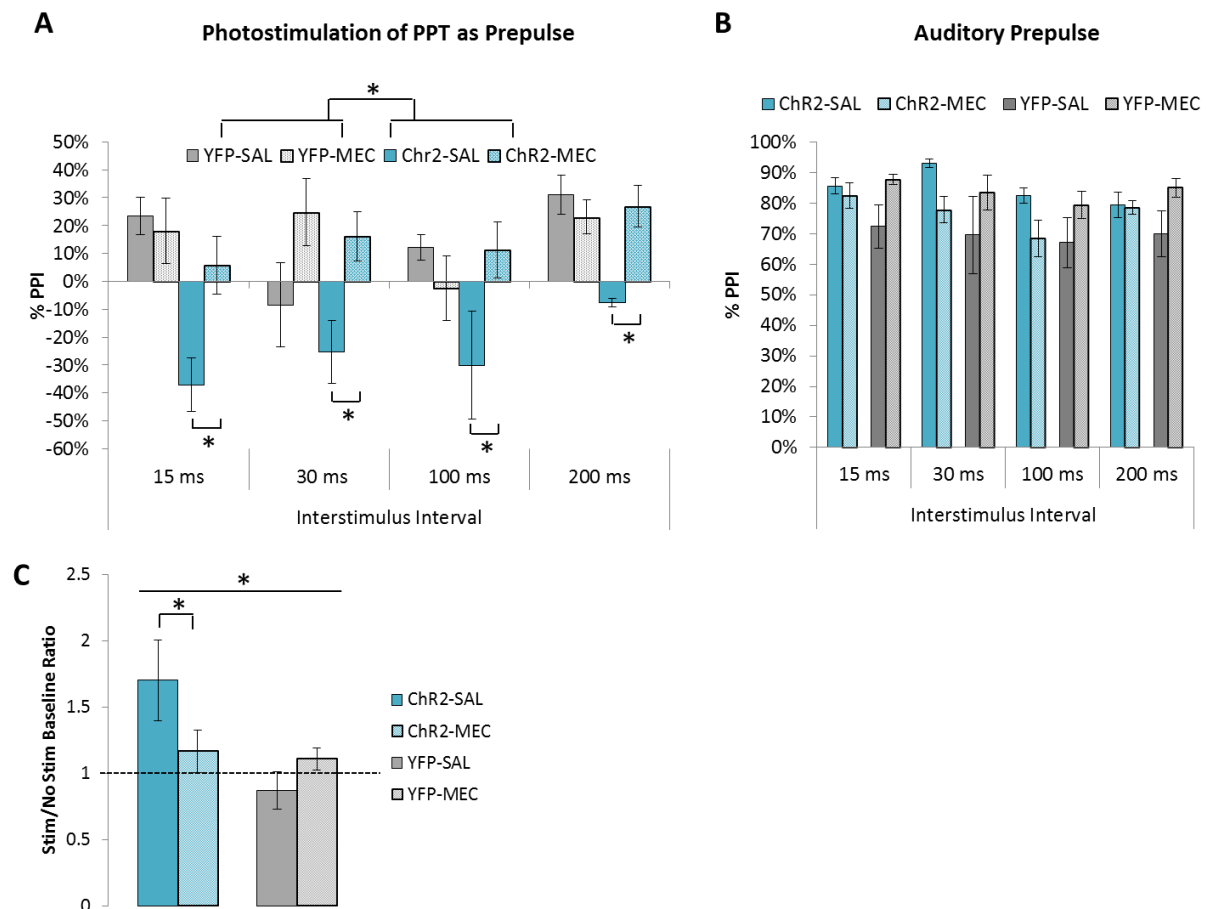 A
Photostimulation of PPT as Prepulse
*
YFP-SAL YFP-MEC Chr2-SAL ChR2-MEC
% PPI
50%
40%
30%
20%
10%
0%
-10%
-20%
-30%
-40%
-50%
-60%
* * * *
15 ms 30 ms 100 ms 200 ms
Interstimulus Interval
B
Auditory Prepulse
ChR2-SAL ChR2-MEC YFP-SAL YFP-MEC
% PPI
100%
90%
80%
70%
60%
50%
40%
30%
20%
10%
0%
15 ms 30 ms 100 ms 200 ms
Interstimulus Interval
C
Stim/No Stim Baseline Ratio
2.5
2
1.5
1
0.5
0
*
*
ChR2-SAL
ChR2-MEC
YFP-SAL
YFP-MEC